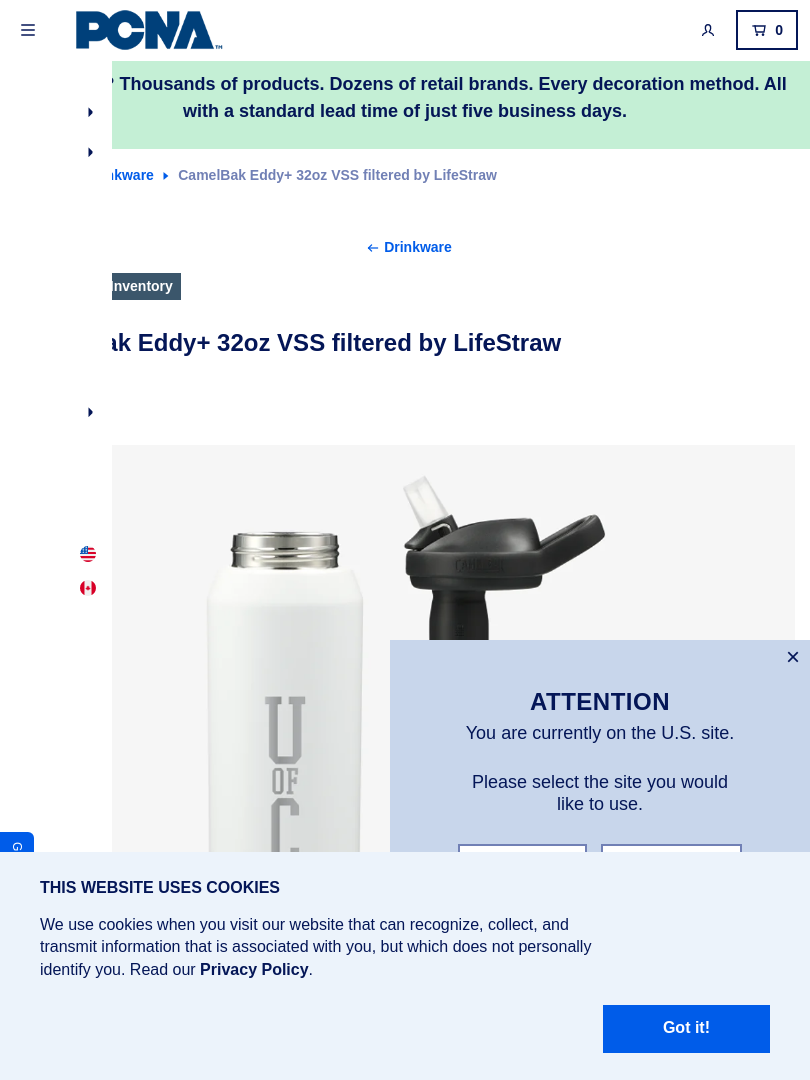 PCNA
TM
0
? Thousands of products. Dozens of retail brands. Every decoration method. All
with a standard lead time of just five business days.
CamelBak Eddy+ 32oz VSS filtered by LifeStraw
Drinkware
Inventory
Eddy+ 32oz VSS filtered by LifeStraw
CAMELBAK
U
OF
C
ATTENTION
You are currently on the U.S. site.
Please select the site you would
like to use.
G
THIS WEBSITE USES COOKIES
We use cookies when you visit our website that can recognize, collect, and
transmit information that is associated with you, but which does not personally
identify you. Read our Privacy Policy.
Got it!